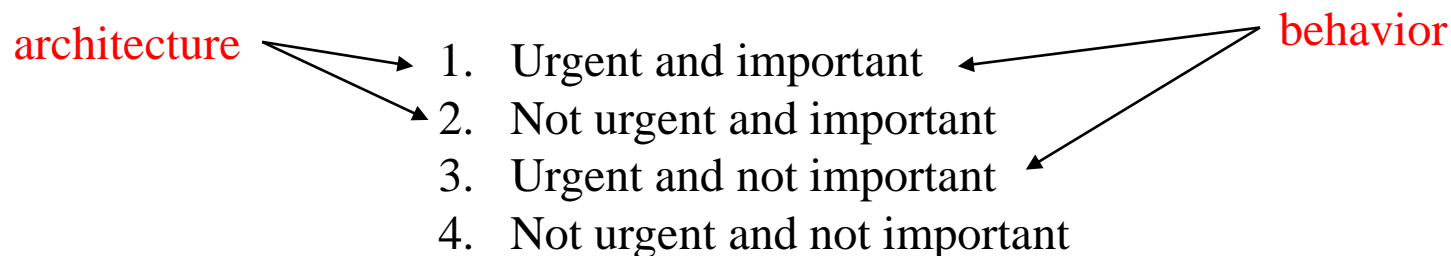 architecture
behavior
1. Urgent and important
2. Not urgent and important
3. Urgent and not important
4. Not urgent and not important